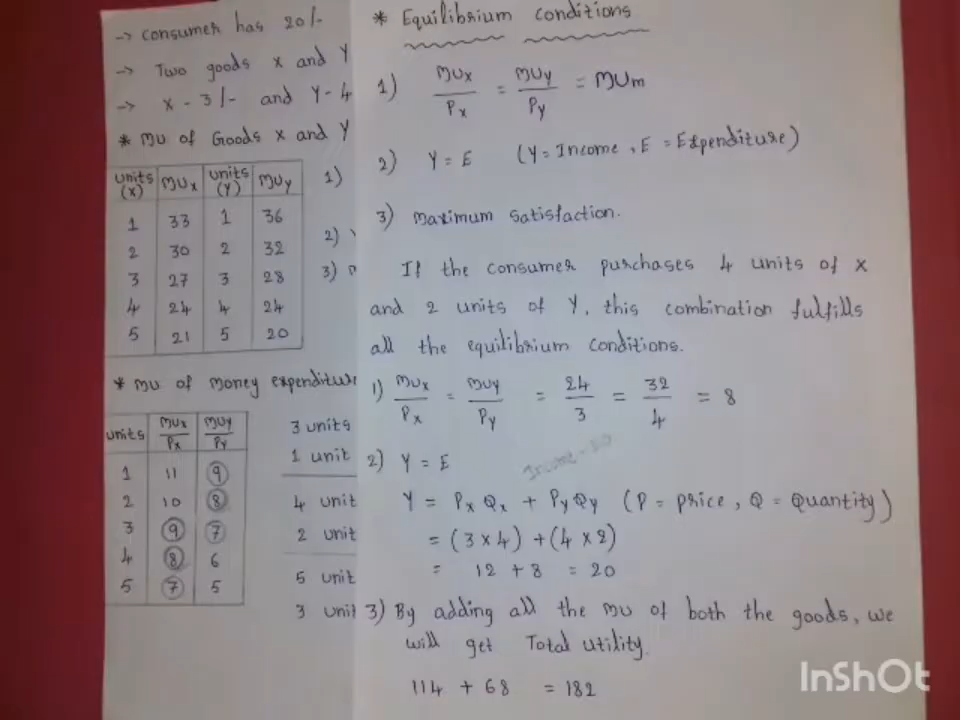 -> consumer has 20/-
-> Two goods X and Y
-> X - 3/- and Y - 4
* MU of Goods X and Y
units (X) MUx units (Y) MUy
1 33 1 36
2 30 2 32
3 27 3 28
4 24 4 24
5 21 5 20
1)
2)
3)
* MU of money expenditur
units MUx/Px MUy/Py
1 11 9
2 10 8
3 9 7
4 8 6
5 7 5
3 units
1 unit
4 unit
2 unit
5 unit
3 unit
* Equilibrium conditions
1) MUx/Px = MUy/Py = MUm
2) Y = E (Y = Income, E = Expenditure)
3) Maximum satisfaction.
If the consumer purchases 4 units of X
and 2 units of Y, this combination fulfills
all the equilibrium conditions.
1) MUx/Px = MUy/Py = 24/3 = 32/4 = 8
2) Y = E
Y = PxQx + PyQy (P = price, Q = Quantity)
= (3 x 4) + (4 x 2)
= 12 + 8 = 20
3) By adding all the MU of both the goods, we
will get Total utility.
114 + 68 = 182
InShOt